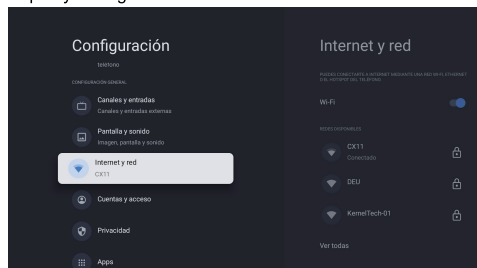 Configuración
teléfono
CONFIGURACIÓN GENERAL
Canales y entradas
Canales y entradas externas
Pantalla y sonido
Imagen, pantalla y sonido
Internet y red
CX11
Cuentas y acceso
Privacidad
Apps
Internet y red
PUEDES CONECTARTE A INTERNET MEDIANTE UNA RED WI-FI, ETHERNET
O EL HOTSPOT DEL TELÉFONO.
Wi-Fi
REDES DISPONIBLES
CX11
Conectado
DEU
KernelTech-01
Ver todas